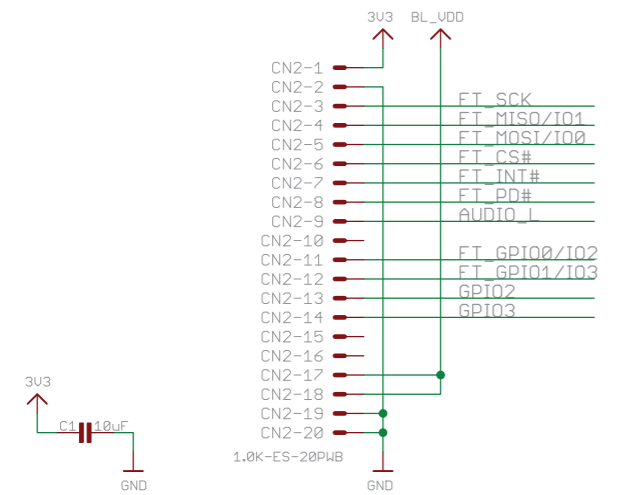 3V3 BL_VDD
CN2-1
CN2-2
CN2-3 FT_SCK
CN2-4 FT_MISO/IO1
CN2-5 FT_MOSI/IO0
CN2-6 FT_CS#
CN2-7 FT_INT#
CN2-8 FT_PD#
CN2-9 AUDIO_L
CN2-10
CN2-11 FT_GPIO0/IO2
CN2-12 FT_GPIO1/IO3
CN2-13 GPIO2
CN2-14 GPIO3
CN2-15
CN2-16
CN2-17
CN2-18
CN2-19
CN2-20
1.0K-ES-20PWB
GND
3V3
C1 10uF
GND